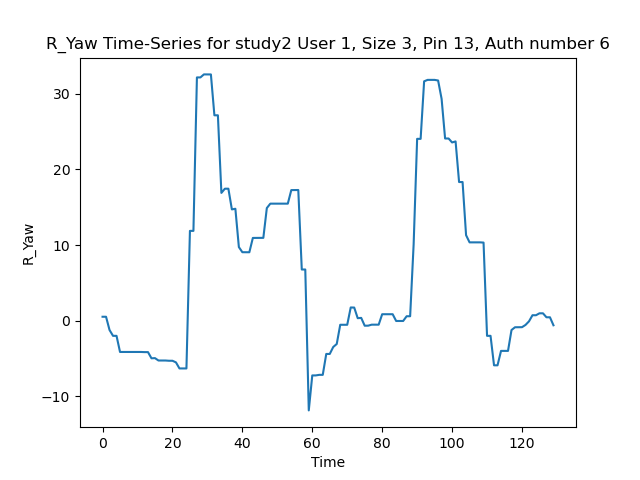 R_Yaw Time-Series for study2 User 1, Size 3, Pin 13, Auth number 6
30
20
10
0
−10
R_Yaw
0 20 40 60 80 100 120
Time